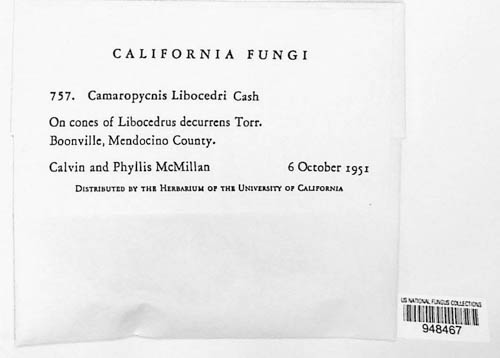 CALIFORNIA FUNGI
757. Camaropycnis Libocedri Cash
On cones of Libocedrus decurrens Torr.
Boonville, Mendocino County.
Calvin and Phyllis McMillan 6 October 1951
Distributed by the Herbarium of the University of California
US NATIONAL FUNGUS COLLECTIONS
948467